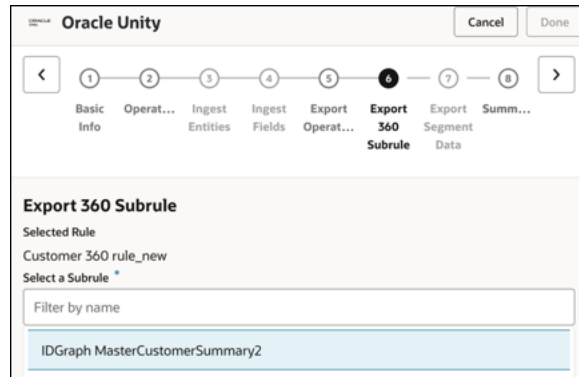 Oracle Unity
Cancel
Done
1
2
3
4
5
6
7
8
Basic Info
Operat...
Ingest Entities
Ingest Fields
Export Operat...
Export 360 Subrule
Export Segment Data
Summ...
Export 360 Subrule
Selected Rule
Customer 360 rule_new
Select a Subrule *
Filter by name
IDGraph MasterCustomerSummary2